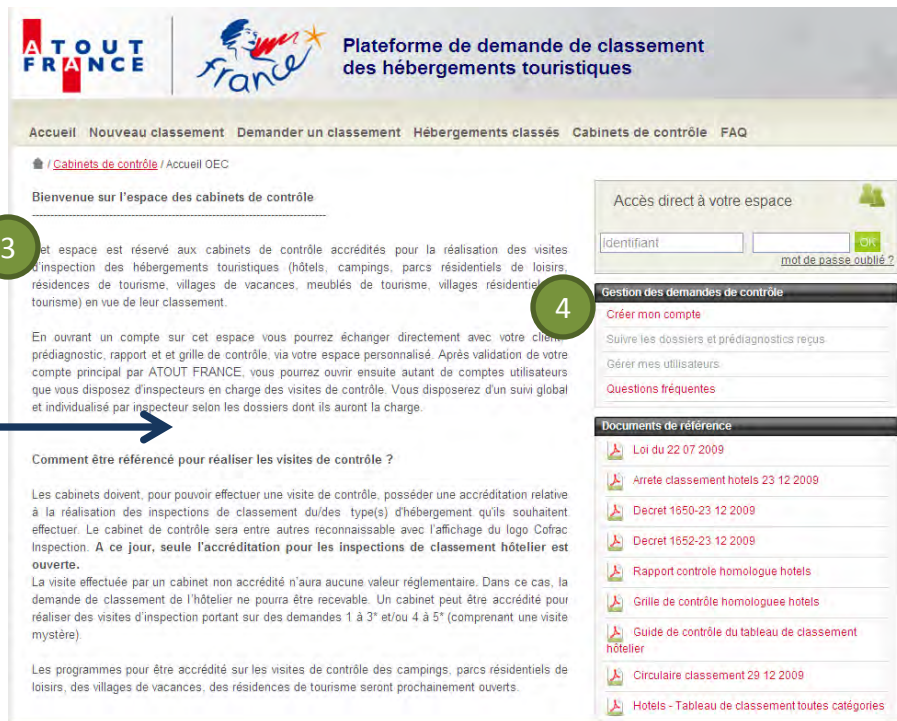 ATOUT
FRANCE
France
Plateforme de demande de classement
des hébergements touristiques
Accueil Nouveau classement Demander un classement Hébergements classés Cabinets de contrôle FAQ
/ Cabinets de contrôle / Accueil OEC
Bienvenue sur l'espace des cabinets de contrôle
3
et espace est réservé aux cabinets de contrôle accrédités pour la réalisation des visites
d'inspection des hébergements touristiques (hôtels, campings, parcs résidentiels de loisirs,
résidences de tourisme, villages de vacances, meublés de tourisme, villages résidentiel
tourisme) en vue de leur classement.
En ouvrant un compte sur cet espace vous pourrez échanger directement avec votre client
prédiagnostic, rapport et et grille de contrôle, via votre espace personnalisé. Après validation de votre
compte principal par ATOUT FRANCE, vous pourrez ouvrir ensuite autant de comptes utilisateurs
que vous disposez d'inspecteurs en charge des visites de contrôle. Vous disposerez d'un suivi global
et individualisé par inspecteur selon les dossiers dont ils auront la charge.
Comment être référencé pour réaliser les visites de contrôle ?
Les cabinets doivent, pour pouvoir effectuer une visite de contrôle, posséder une accréditation relative
à la réalisation des inspections de classement du/des type(s) d'hébergement qu'ils souhaitent
effectuer. Le cabinet de contrôle sera entre autres reconnaissable avec l'affichage du logo Cofrac
Inspection. A ce jour, seule l'accréditation pour les inspections de classement hôtelier est
ouverte.
La visite effectuée par un cabinet non accrédité n'aura aucune valeur réglementaire. Dans ce cas, la
demande de classement de l'hôtelier ne pourra être recevable. Un cabinet peut être accrédité pour
réaliser des visites d'inspection portant sur des demandes 1 à 3* et/ou 4 à 5* (comprenant une visite
mystère).
Les programmes pour être accrédité sur les visites de contrôle des campings, parcs résidentiels de
loisirs, des villages de vacances, des résidences de tourisme seront prochainement ouverts.
Accès direct à votre espace
Identifiant
OK
mot de passe oublié ?
4
Gestion des demandes de contrôle
Créer mon compte
Suivre les dossiers et prédiagnostics reçus
Gérer mes utilisateurs
Questions fréquentes
Documents de référence
Loi du 22 07 2009
Arrete classement hotels 23 12 2009
Decret 1650-23 12 2009
Decret 1652-23 12 2009
Rapport controle homologue hotels
Grille de contrôle homologuee hotels
Guide de contrôle du tableau de classement
hôtelier
Circulaire classement 29 12 2009
Hotels - Tableau de classement toutes catégories